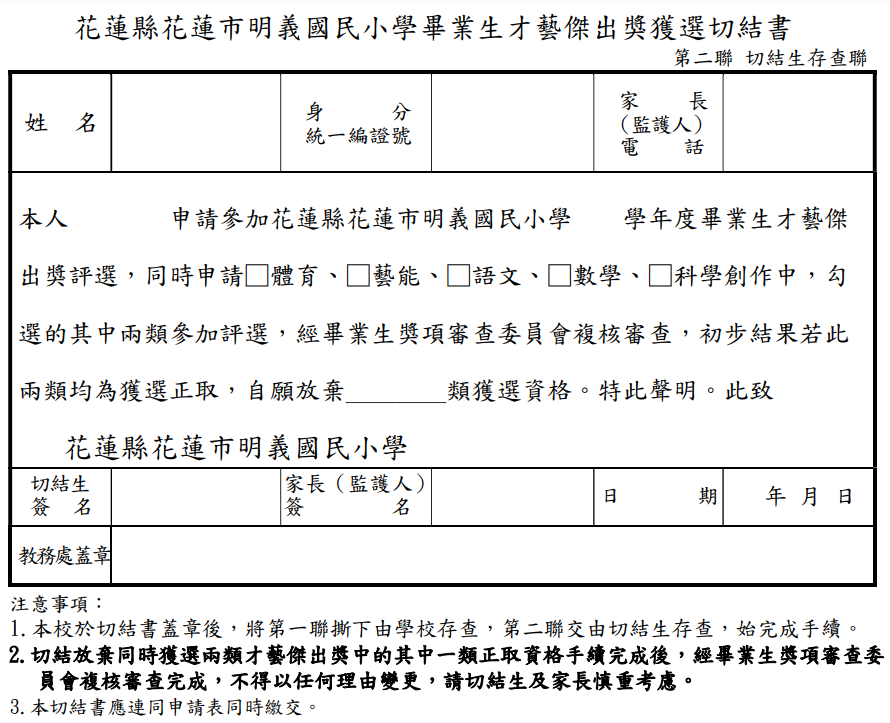 花蓮縣花蓮市明義國民小學畢業生才藝傑出獎獲選切結書
第二聯 切結生存查聯
姓 名
身 分
統一編證號
家 長
（監護人）
電 話
本人 申請參加花蓮縣花蓮市明義國民小學 學年度畢業生才藝傑
出獎評選，同時申請□體育、□藝能、□語文、□數學、□科學創作中，勾
選的其中兩類參加評選，經畢業生獎項審查委員會複核審查，初步結果若此
兩類均為獲選正取，自願放棄________類獲選資格。特此聲明。此致
花蓮縣花蓮市明義國民小學
切結生
簽 名
家長（監護人）
簽 名
日 期
年 月 日
教務處蓋章
注意事項：
1.本校於切結書蓋章後，將第一聯撕下由學校存查，第二聯交由切結生存查，始完成手續。
2.切結放棄同時獲選兩類才藝傑出獎中的其中一類正取資格手續完成後，經畢業生獎項審查委
員會複核審查完成，不得以任何理由變更，請切結生及家長慎重考慮。
3.本切結書應連同申請表同時繳交。